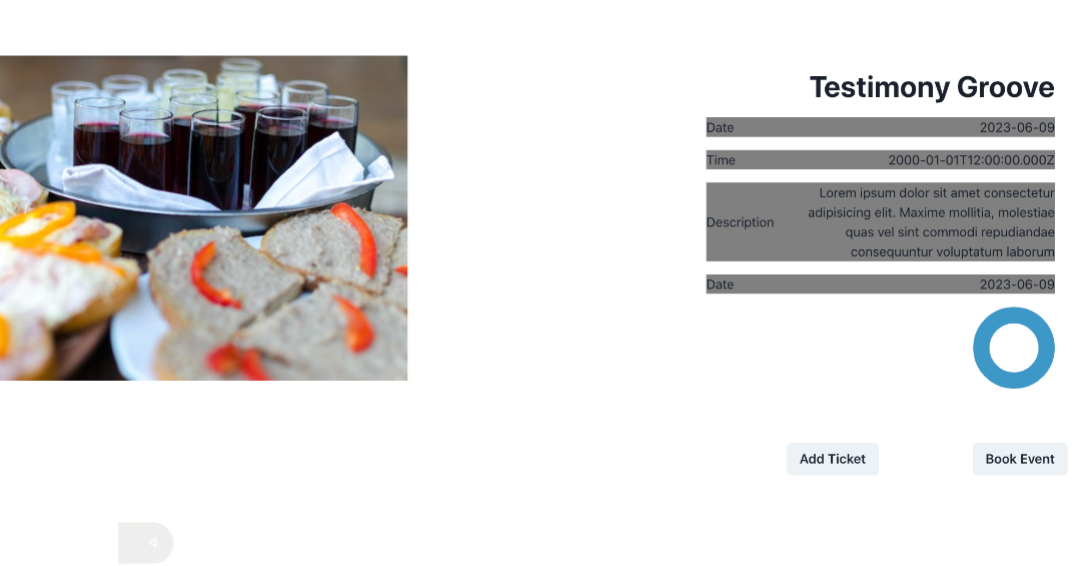 Testimony Groove
Date 2023-06-09
Time 2000-01-01T12:00:00.000Z
Description Lorem ipsum dolor sit amet consectetur
adipisicing elit. Maxime mollitia, molestiae
quas vel sint commodi repudiandae
consequuntur voluptatum laborum
Date 2023-06-09
Add Ticket Book Event